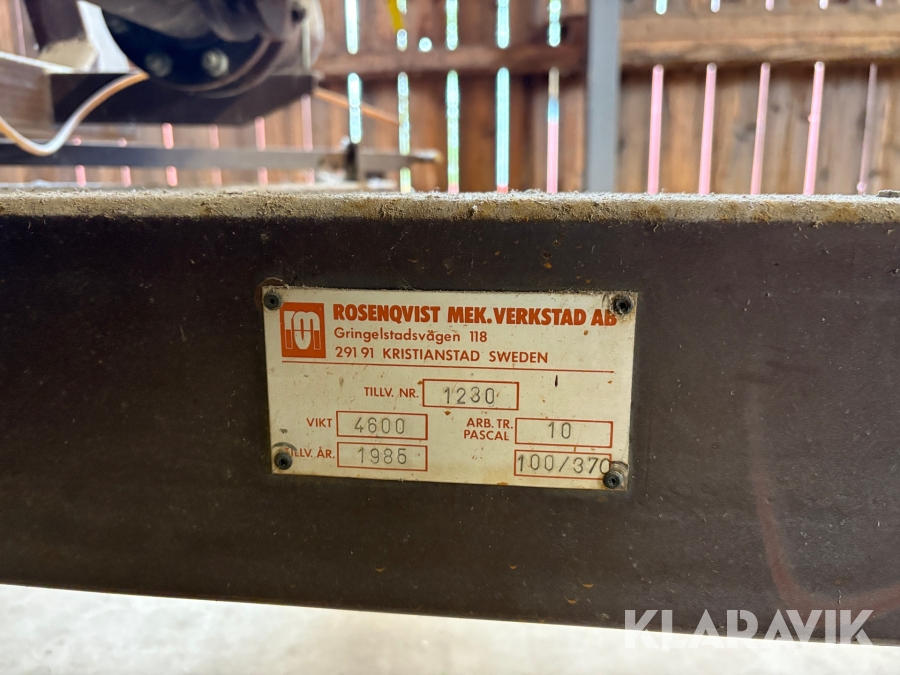 ROSENQVIST MEK. VERKSTAD AB
Gringelstadsvägen 118
291 91 KRISTIANSTAD SWEDEN
TILLV. NR. 1230
VIKT 4600
ARB. TR. PASCAL 10
TILLV. ÅR. 1985
100/370
KLARAVIK